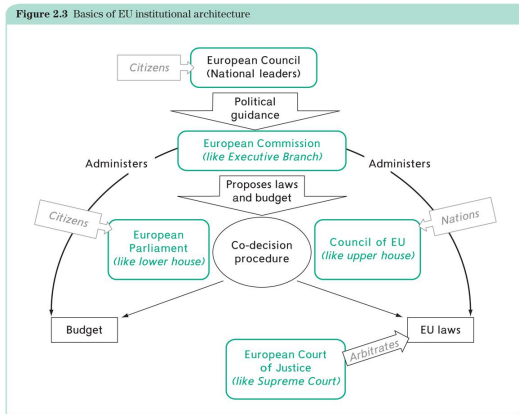 Figure 2.3 Basics of EU institutional architecture
Citizens
European Council
(National leaders)
Political
guidance
European Commission
(like Executive Branch)
Administers
Administers
Proposes laws
and budget
Citizens
Nations
European
Parliament
(like lower house)
Co-decision
procedure
Council of EU
(like upper house)
Budget
EU laws
European Court
of Justice
(like Supreme Court)
Arbitrates